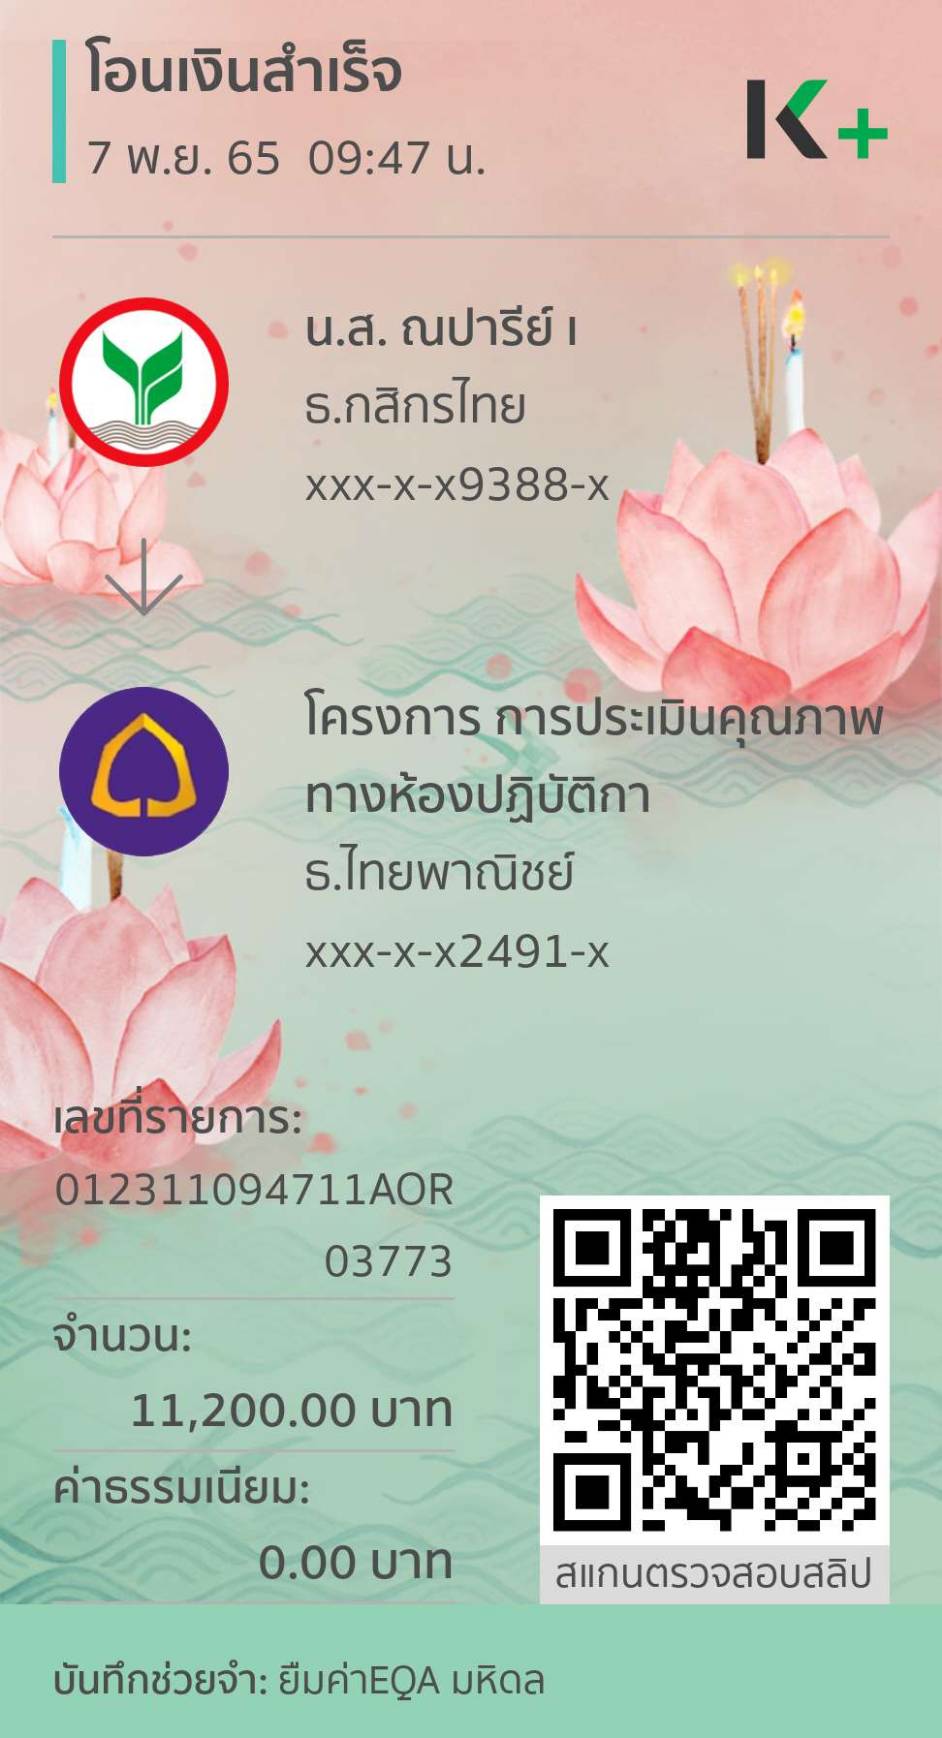 โอนเงินสำเร็จ
7 พ.ย. 65 09:47 น.
K+
น.ส. ณปารีย์ เ
ธ.กสิกรไทย
xxx-x-x9388-x
โครงการ การประเมินคุณภาพ
ทางห้องปฏิบัติกา
ธ.ไทยพาณิชย์
xxx-x-x2491-x
เลขที่รายการ:
012311094711AOR
03773
จำนวน:
11,200.00 บาท
ค่าธรรมเนียม:
0.00 บาท
สแกนตรวจสอบสลิป
บันทึกช่วยจำ: ยืมค่าEQA มหิดล